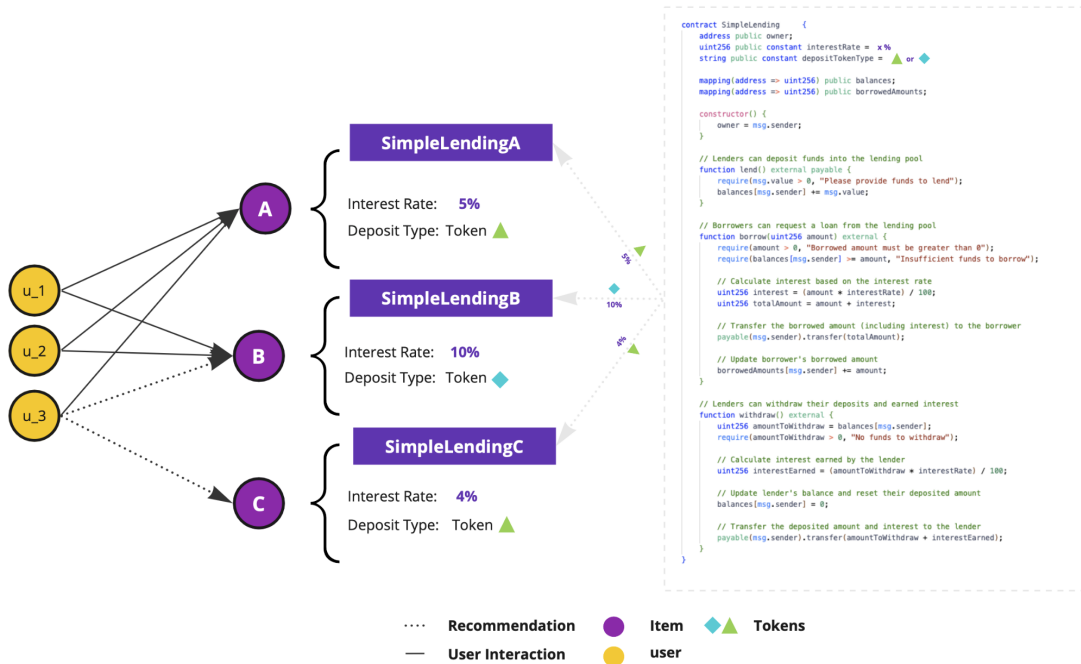 u_1
u_2
u_3
A
B
C
SimpleLendingA
Interest Rate: 5%
Deposit Type: Token
SimpleLendingB
Interest Rate: 10%
Deposit Type: Token
SimpleLendingC
Interest Rate: 4%
Deposit Type: Token
5%
10%
4%
contract SimpleLending {
address public owner;
uint256 public constant interestRate = x %
string public constant depositTokenType = or
mapping(address => uint256) public balances;
mapping(address => uint256) public borrowedAmounts;
constructor() {
owner = msg.sender;
}
// Lenders can deposit funds into the lending pool
function lend() external payable {
require(msg.value > 0, "Please provide funds to lend");
balances[msg.sender] += msg.value;
}
// Borrowers can request a loan from the lending pool
function borrow(uint256 amount) external {
require(amount > 0, "Borrowed amount must be greater than 0");
require(balances[msg.sender] >= amount, "Insufficient funds to borrow");
// Calculate interest based on the interest rate
uint256 interest = (amount * interestRate) / 100;
uint256 totalAmount = amount + interest;
// Transfer the borrowed amount (including interest) to the borrower
payable(msg.sender).transfer(totalAmount);
// Update borrower's borrowed amount
borrowedAmounts[msg.sender] += amount;
}
// Lenders can withdraw their deposits and earned interest
function withdraw() external {
uint256 amountToWithdraw = balances[msg.sender];
require(amountToWithdraw > 0, "No funds to withdraw");
// Calculate interest earned by the lender
uint256 interestEarned = (amountToWithdraw * interestRate) / 100;
// Update lender's balance and reset their deposited amount
balances[msg.sender] = 0;
// Transfer the deposited amount and interest to the lender
payable(msg.sender).transfer(amountToWithdraw + interestEarned);
}
}
Recommendation
Item
Tokens
User Interaction
user